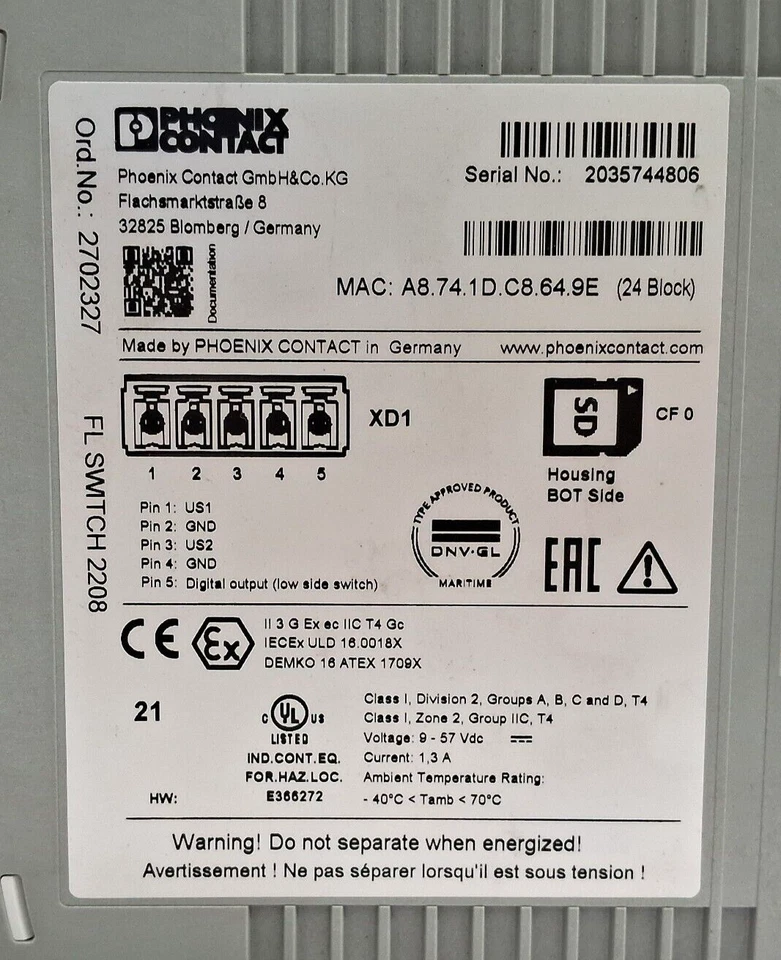 PHOENIX
CONTACT
Phoenix Contact GmbH&Co.KG
Flachsmarktstraße 8
32825 Blomberg / Germany
Serial No.: 2035744806
Documentation
MAC: A8.74.1D.C8.64.9E (24 Block)
Ord.No.: 2702327
FL SWITCH 2208
Made by PHOENIX CONTACT in Germany www.phoenixcontact.com
XD1
1 2 3 4 5
SD
CF 0
Housing
BOT Side
Pin 1: US1
Pin 2: GND
Pin 3: US2
Pin 4: GND
Pin 5: Digital output (low side switch)
TYPE APPROVED PRODUCT
DNV·GL
MARITIME
EAC
CE
Ex
II 3 G Ex ec IIC T4 Gc
IECEx ULD 16.0018X
DEMKO 16 ATEX 1709X
21
HW:
C UL US
LISTED
IND.CONT.EQ.
FOR.HAZ.LOC.
E366272
Class I, Division 2, Groups A, B, C and D, T4
Class I, Zone 2, Group IIC, T4
Voltage: 9 - 57 Vdc
Current: 1,3 A
Ambient Temperature Rating:
- 40°C < Tamb < 70°C
Warning! Do not separate when energized!
Avertissement ! Ne pas séparer lorsqu'il est sous tension !